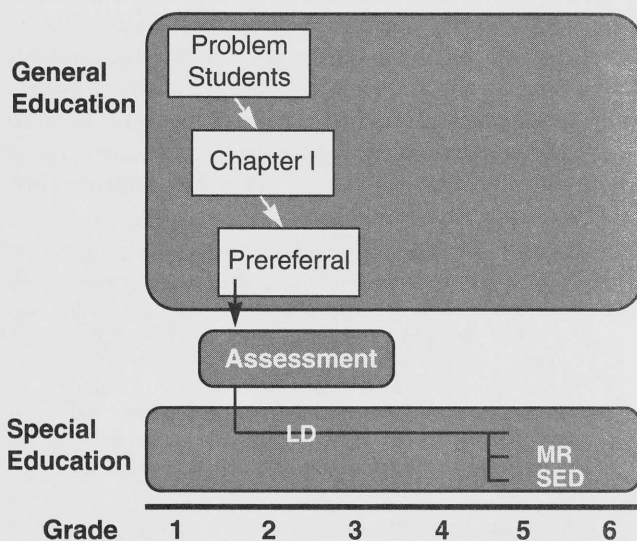 Problem
Students
General
Education
Chapter I
Prereferral
Assessment
Special
Education
LD
MR
SED
Grade 1 2 3 4 5 6